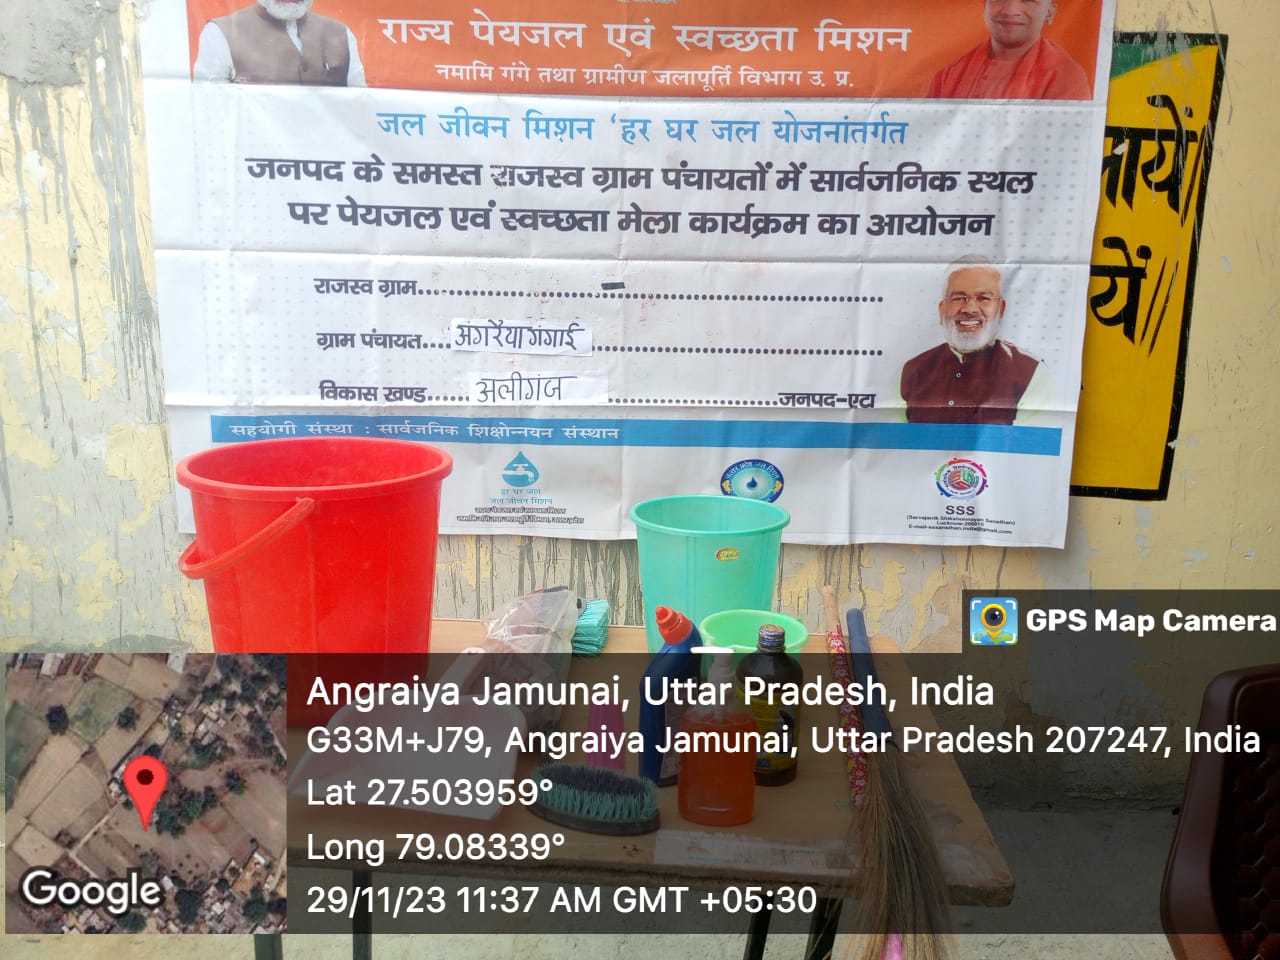 राज्य पेयजल एवं स्वच्छता मिशन
नमामि गंगे तथा ग्रामीण जलापूर्ति विभाग उ. प्र.
जल जीवन मिशन 'हर घर जल योजनांतर्गत
जनपद के समस्त राजस्व ग्राम पंचायतों में सार्वजनिक स्थल
पर पेयजल एवं स्वच्छता मेला कार्यक्रम का आयोजन
राजस्व ग्राम
ग्राम पंचायत.... अंगरैया गंगाई
विकास खण्ड...... अलीगंज जनपद-एटा
सहयोगी संस्था : सार्वजनिक शिक्षोन्नयन संस्थान
हर घर जल
जल जीवन मिशन
SSS
(Sarvajanik Shikshonnayan Sansthan)
यें//
GPS Map Camera
Angraiya Jamunai, Uttar Pradesh, India
G33M+J79, Angraiya Jamunai, Uttar Pradesh 207247, India
Lat 27.503959°
Long 79.08339°
29/11/23 11:37 AM GMT +05:30
Google